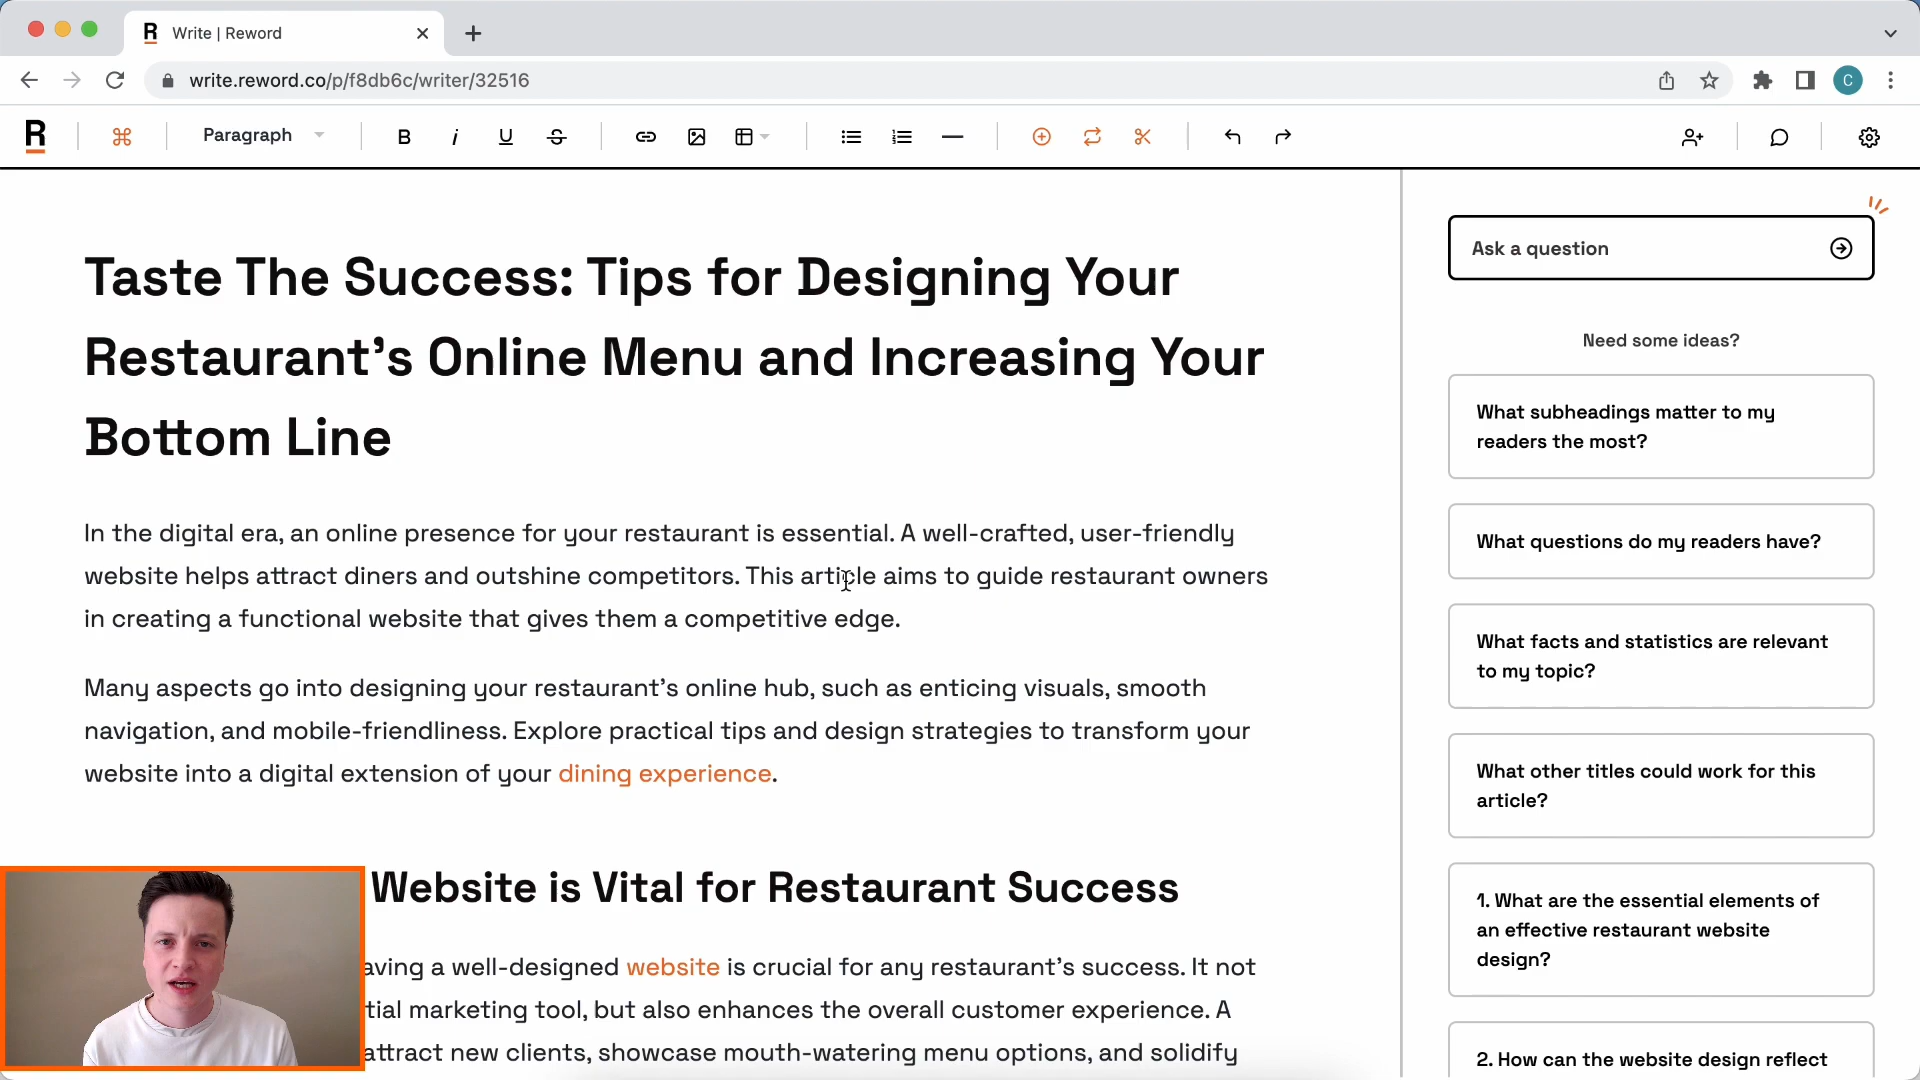 Write | Reword
write.reword.co/p/f8db6c/writer/32516
C
R
Paragraph
B i U S
Taste The Success: Tips for Designing Your
Restaurant's Online Menu and Increasing Your
Bottom Line
In the digital era, an online presence for your restaurant is essential. A well-crafted, user-friendly
website helps attract diners and outshine competitors. This article aims to guide restaurant owners
in creating a functional website that gives them a competitive edge.
Many aspects go into designing your restaurant's online hub, such as enticing visuals, smooth
navigation, and mobile-friendliness. Explore practical tips and design strategies to transform your
website into a digital extension of your dining experience.
Website is Vital for Restaurant Success
aving a well-designed website is crucial for any restaurant's success. It not
tial marketing tool, but also enhances the overall customer experience. A
attract new clients, showcase mouth-watering menu options, and solidify
Ask a question
Need some ideas?
What subheadings matter to my
readers the most?
What questions do my readers have?
What facts and statistics are relevant
to my topic?
What other titles could work for this
article?
1. What are the essential elements of
an effective restaurant website
design?
2. How can the website design reflect